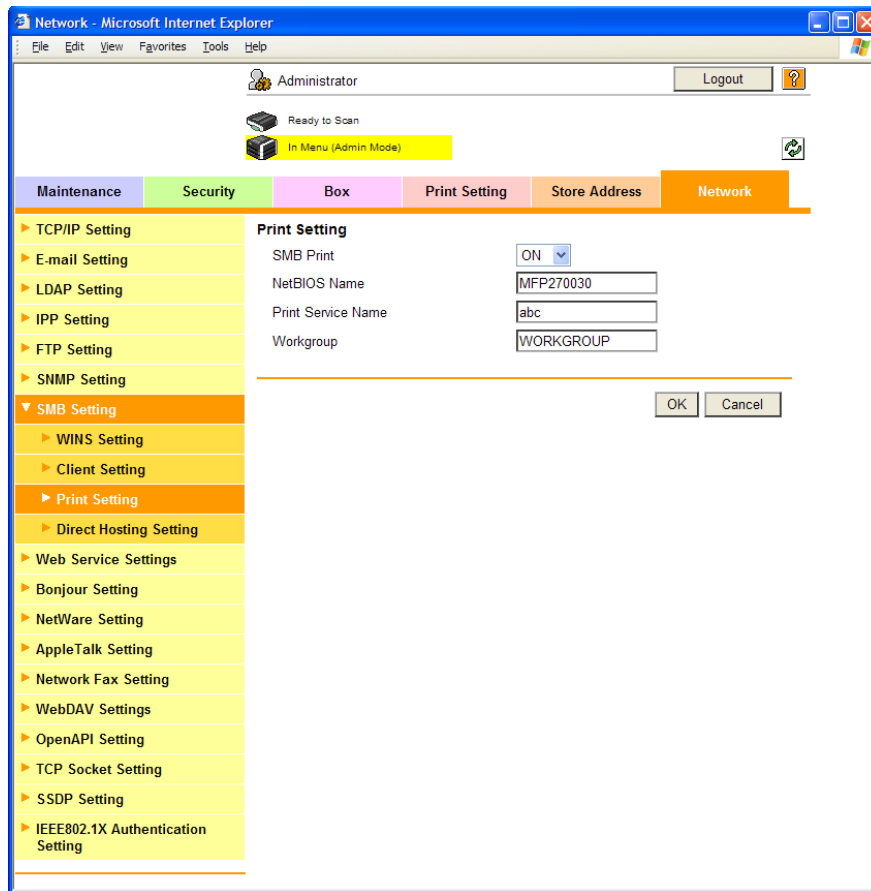 Network - Microsoft Internet Explorer
File Edit View Favorites Tools Help
Administrator
Logout
?
Ready to Scan
In Menu (Admin Mode)
Maintenance Security Box Print Setting Store Address Network
TCP/IP Setting
E-mail Setting
LDAP Setting
IPP Setting
FTP Setting
SNMP Setting
SMB Setting
WINS Setting
Client Setting
Print Setting
Direct Hosting Setting
Web Service Settings
Bonjour Setting
NetWare Setting
AppleTalk Setting
Network Fax Setting
WebDAV Settings
OpenAPI Setting
TCP Socket Setting
SSDP Setting
IEEE802.1X Authentication
Setting
Print Setting
SMB Print ON
NetBIOS Name MFP270030
Print Service Name abc
Workgroup WORKGROUP
OK Cancel